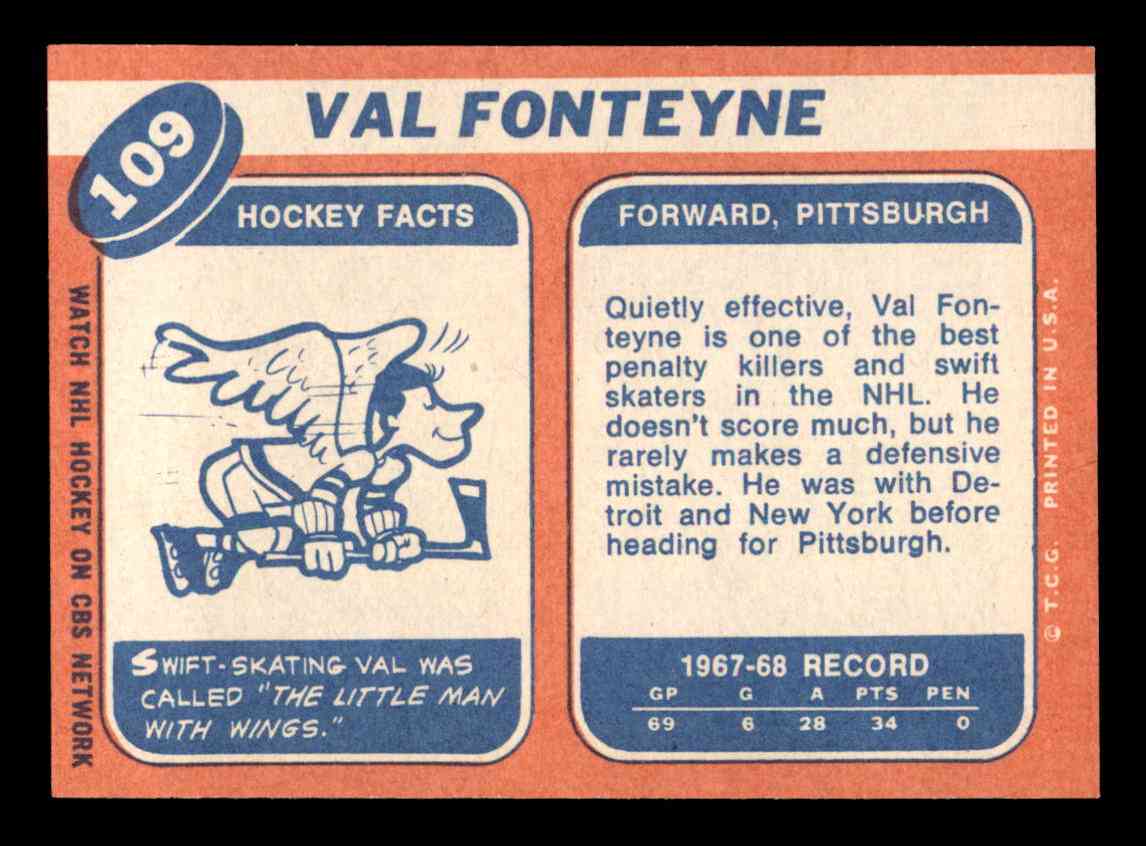 109
VAL FONTEYNE
HOCKEY FACTS
SWIFT-SKATING VAL WAS
CALLED "THE LITTLE MAN
WITH WINGS."
FORWARD, PITTSBURGH
Quietly effective, Val Fon-
teyne is one of the best
penalty killers and swift
skaters in the NHL. He
doesn't score much, but he
rarely makes a defensive
mistake. He was with De-
troit and New York before
heading for Pittsburgh.
1967-68 RECORD
GP G A PTS PEN
69 6 28 34 0
WATCH NHL HOCKEY ON CBS NETWORK
© T.C.G. PRINTED IN U.S.A.